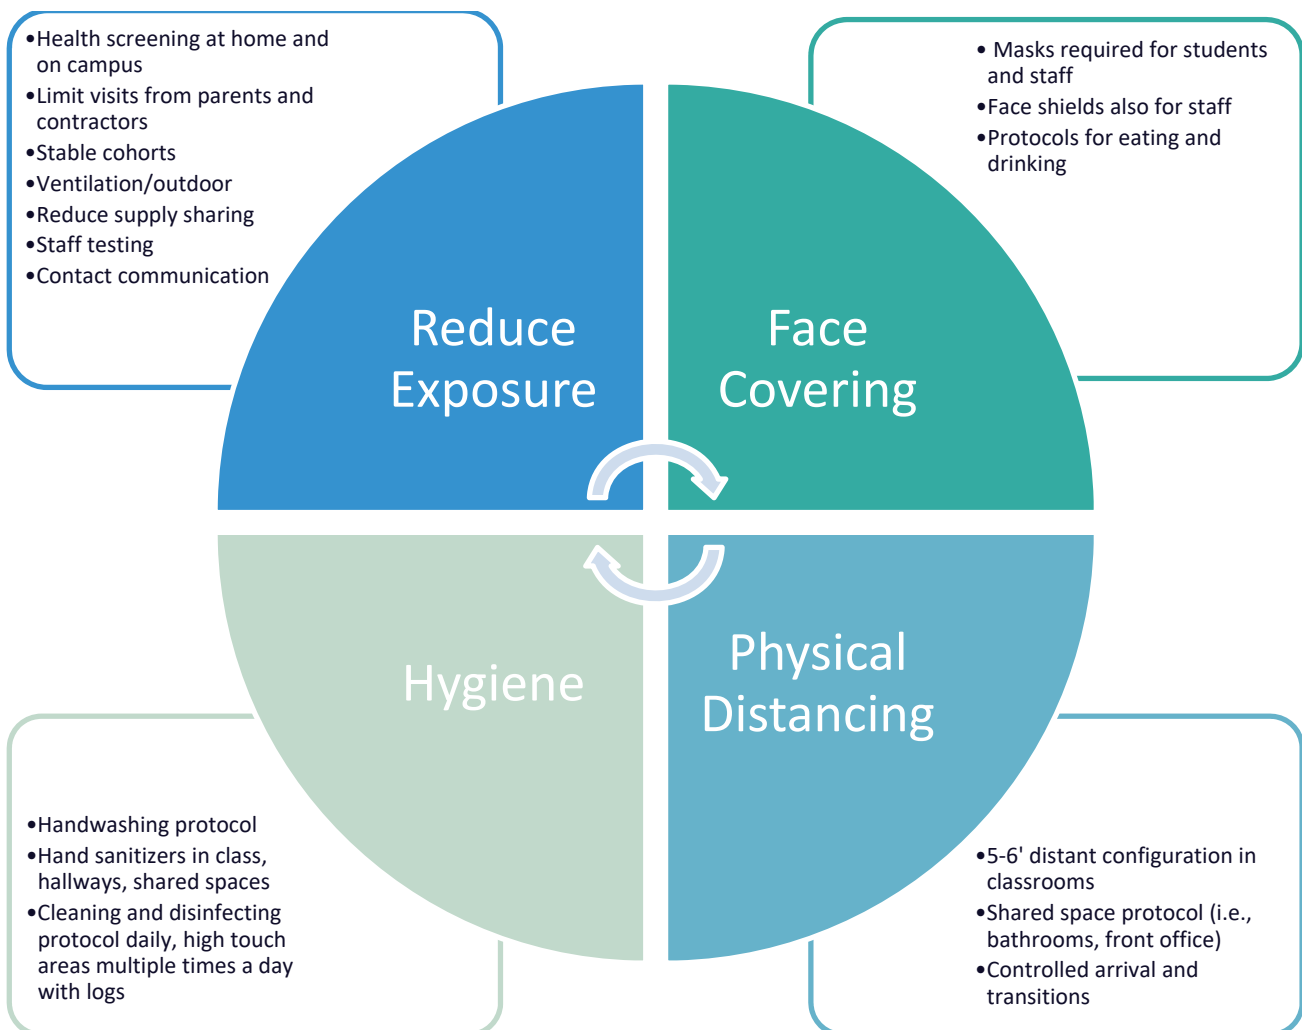 •Health screening at home and
on campus
•Limit visits from parents and
contractors
•Stable cohorts
•Ventilation/outdoor
•Reduce supply sharing
•Staff testing
•Contact communication
• Masks required for students
and staff
•Face shields also for staff
•Protocols for eating and
drinking
Reduce
Exposure
Face
Covering
Hygiene
Physical
Distancing
•Handwashing protocol
•Hand sanitizers in class,
hallways, shared spaces
•Cleaning and disinfecting
protocol daily, high touch
areas multiple times a day
with logs
•5-6' distant configuration in
classrooms
•Shared space protocol (i.e.,
bathrooms, front office)
•Controlled arrival and
transitions